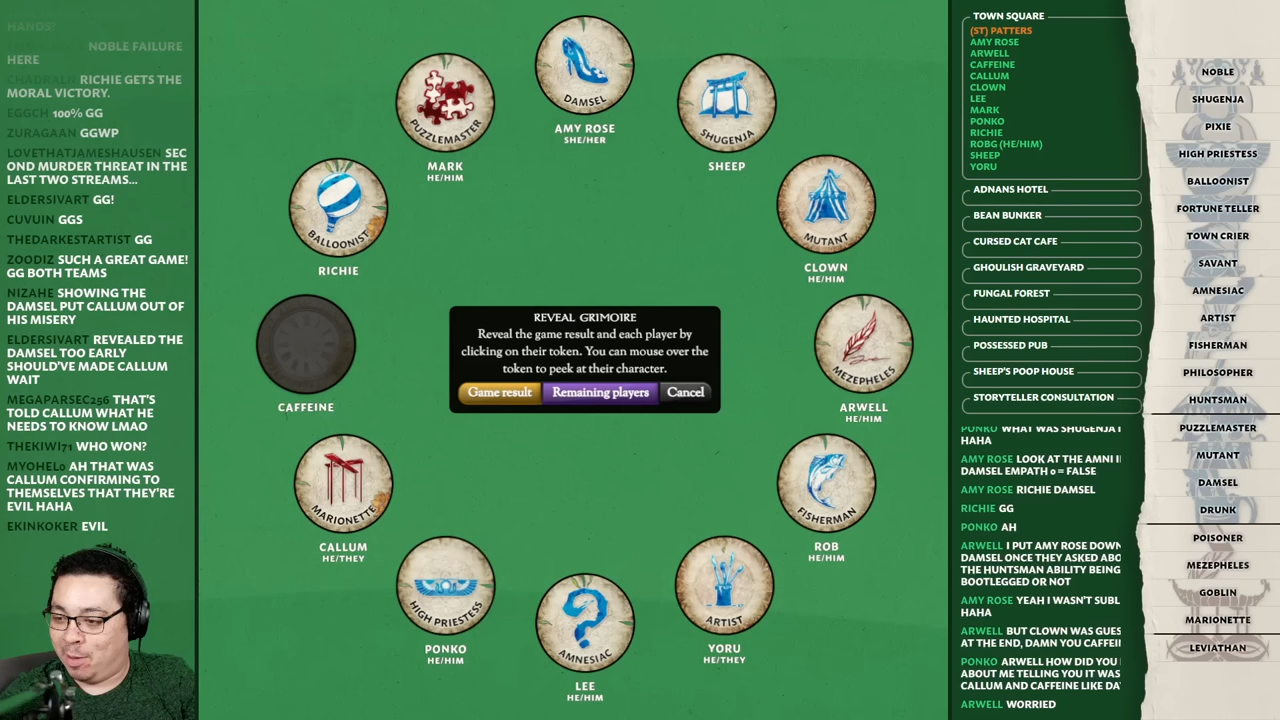 HANDS!
NOBLE FAILURE
HERE
RICHIE GETS THE
MORAL VICTORY.
EGGCH 100% GG
ZURAGAAN GGWP
LOVETHATJAMESHAUSEN SEC
OND MURDER THREAT IN THE
LAST TWO STREAMS...
ELDERSIVART GG!
CUVUIN GGS
THEDARKESTARTIST GG
ZOODIZ SUCH A GREAT GAME!
GG BOTH TEAMS
NIZAHE SHOWING THE
DAMSEL PUT CALLUM OUT OF
HIS MISERY
ELDERSIVART REVEALED THE
DAMSEL TOO EARLY
SHOULD'VE MADE CALLUM
WAIT
MEGAPARSEC256 THAT'S
TOLD CALLUM WHAT HE
NEEDS TO KNOW LMAO
THEKIWI71 WHO WON?
MYOHEL0 AH THAT WAS
CALLUM CONFIRMING TO
THEMSELVES THAT THEY'RE
EVIL HAHA
EKINKOKER EVIL
DAMSEL
AMY ROSE
SHE/HER
PUZZLEMASTER
MARK
HE/HIM
SHUGENJA
SHEEP
BALLOONIST
RICHIE
MUTANT
CLOWN
HE/HIM
CAFFEINE
MEZEPHELES
ARWELL
HE/HIM
MARIONETTE
CALLUM
HE/THEY
FISHERMAN
ROB
HE/HIM
HIGH PRIESTESS
PONKO
HE/HIM
AMNESIAC
LEE
HE/HIM
ARTIST
YORU
HE/THEY
REVEAL GRIMOIRE
Reveal the game result and each player by
clicking on their token. You can mouse over the
token to peek at their character.
Game result Remaining players Cancel
TOWN SQUARE
(ST) PATTERS
AMY ROSE
ARWELL
CAFFEINE
CALLUM
CLOWN
LEE
MARK
PONKO
RICHIE
ROBG (HE/HIM)
SHEEP
YORU
ADNANS HOTEL
BEAN BUNKER
CURSED CAT CAFE
GHOULISH GRAVEYARD
FUNGAL FOREST
HAUNTED HOSPITAL
POSSESSED PUB
SHEEP'S POOP HOUSE
STORYTELLER CONSULTATION
PONKO WHAT WAS SHUGENJA
HAHA
AMY ROSE LOOK AT THE AMNI
DAMSEL EMPATH 0 = FALSE
AMY ROSE RICHIE DAMSEL
RICHIE GG
PONKO AH
ARWELL I PUT AMY ROSE DOWN
DAMSEL ONCE THEY ASKED ABO
THE HUNTSMAN ABILITY BEING
BOOTLEGGED OR NOT
AMY ROSE YEAH I WASN'T SUBL
HAHA
ARWELL BUT CLOWN WAS GUES
AT THE END, DAMN YOU CAFFEI
PONKO ARWELL HOW DID YOU
ABOUT ME TELLING YOU IT WAS
CALLUM AND CAFFEINE LIKE DA
ARWELL WORRIED
NOBLE
SHUGENJA
PIXIE
HIGH PRIESTESS
BALLOONIST
FORTUNE TELLER
TOWN CRIER
SAVANT
AMNESIAC
ARTIST
FISHERMAN
PHILOSOPHER
HUNTSMAN
PUZZLEMASTER
MUTANT
DAMSEL
DRUNK
POISONER
MEZEPHELES
GOBLIN
MARIONETTE
LEVIATHAN